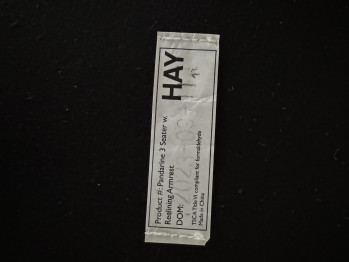 HAY
Product #: Pandarine 3 Seater w.
Reclining Armrest
DOM:
TSCA Title VI compliant for formaldehyde
Made in China